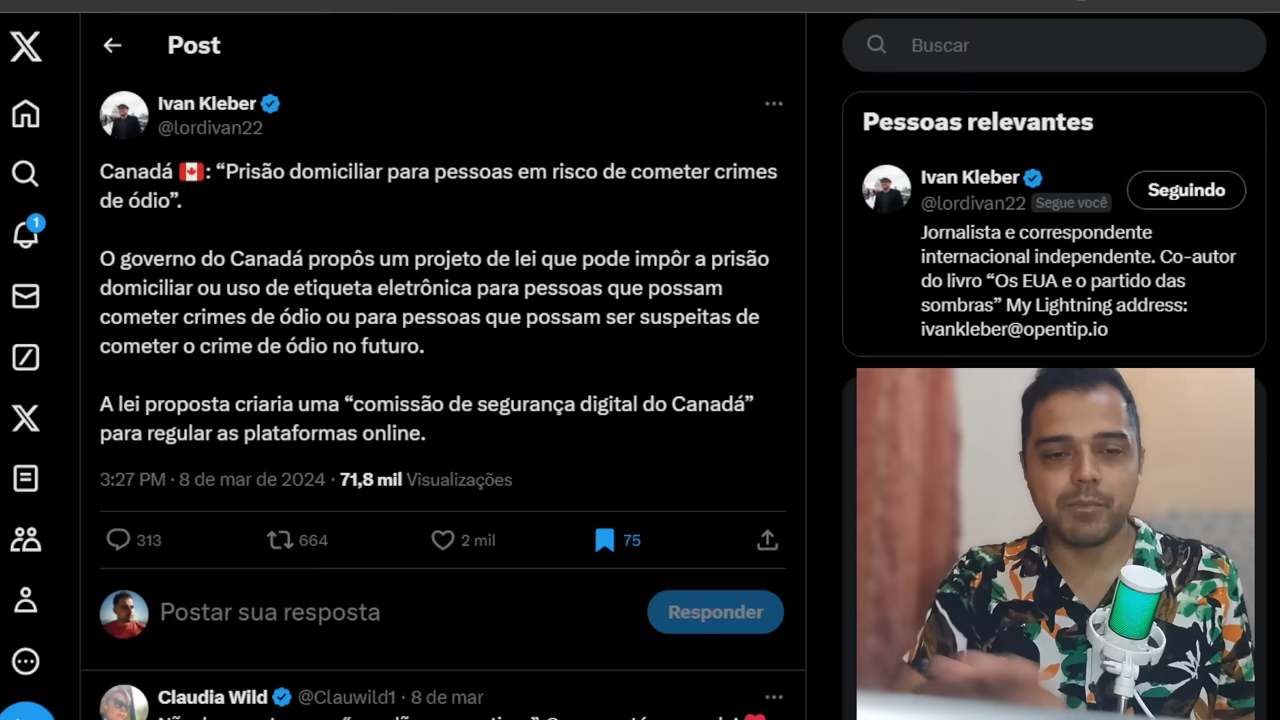 Post
Ivan Kleber
@lordivan22
Canadá 🇨🇦: “Prisão domiciliar para pessoas em risco de cometer crimes
de ódio”.
O governo do Canadá propôs um projeto de lei que pode impôr a prisão
domiciliar ou uso de etiqueta eletrônica para pessoas que possam
cometer crimes de ódio ou para pessoas que possam ser suspeitas de
cometer o crime de ódio no futuro.
A lei proposta criaria uma “comissão de segurança digital do Canadá”
para regular as plataformas online.
3:27 PM · 8 de mar de 2024 · 71,8 mil Visualizações
313 664 2 mil 75
Postar sua resposta
Responder
Claudia Wild @Clauwild1 · 8 de mar
1
Buscar
Pessoas relevantes
Ivan Kleber
@lordivan22 Segue você
Seguindo
Jornalista e correspondente
internacional independente. Co-autor
do livro “Os EUA e o partido das
sombras” My Lightning address:
ivankleber@opentip.io